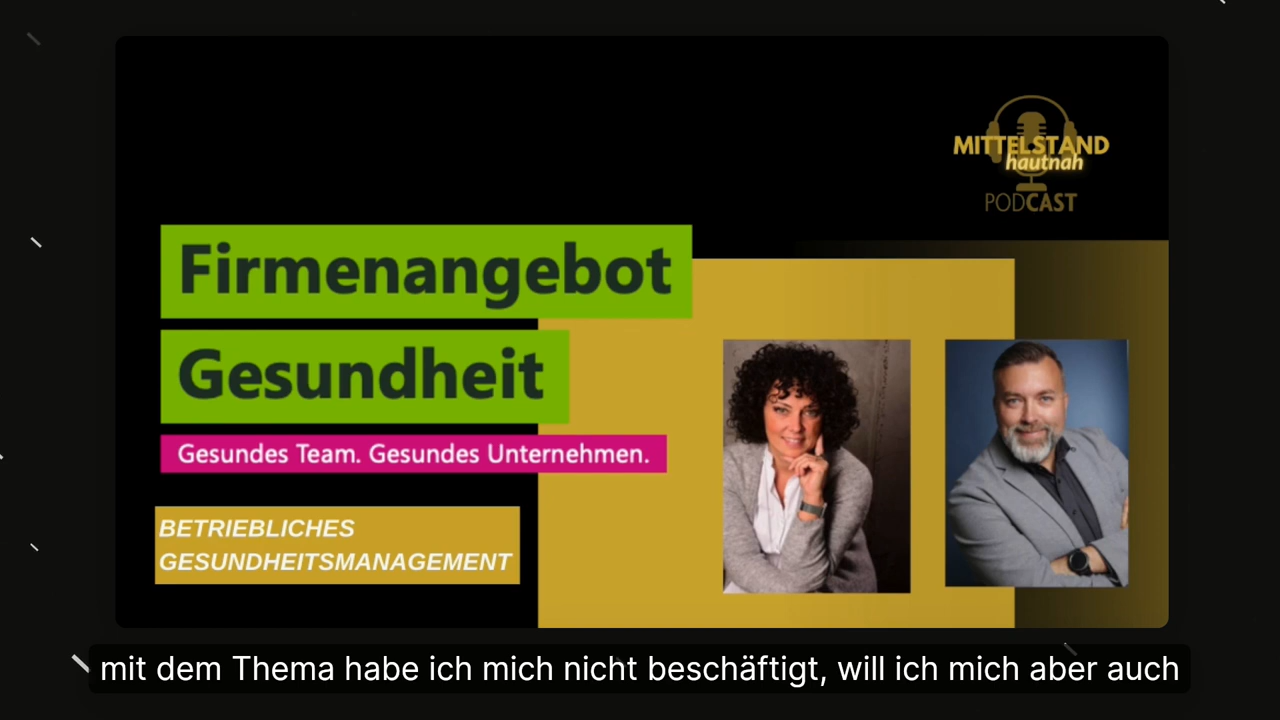 MITTELSTAND
hautnah
PODCAST
Firmenangebot
Gesundheit
Gesundes Team. Gesundes Unternehmen.
BETRIEBLICHES
GESUNDHEITSMANAGEMENT
mit dem Thema habe ich mich nicht beschäftigt, will ich mich aber auch